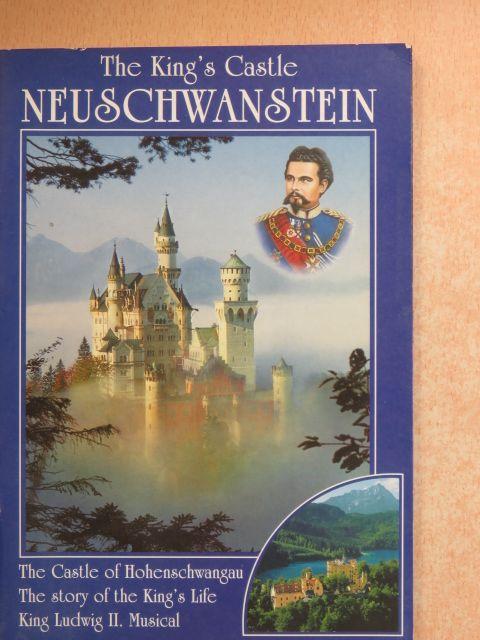 The King's Castle
NEUSCHWANSTEIN
The Castle of Hohenschwangau
The story of the King's Life
King Ludwig II. Musical